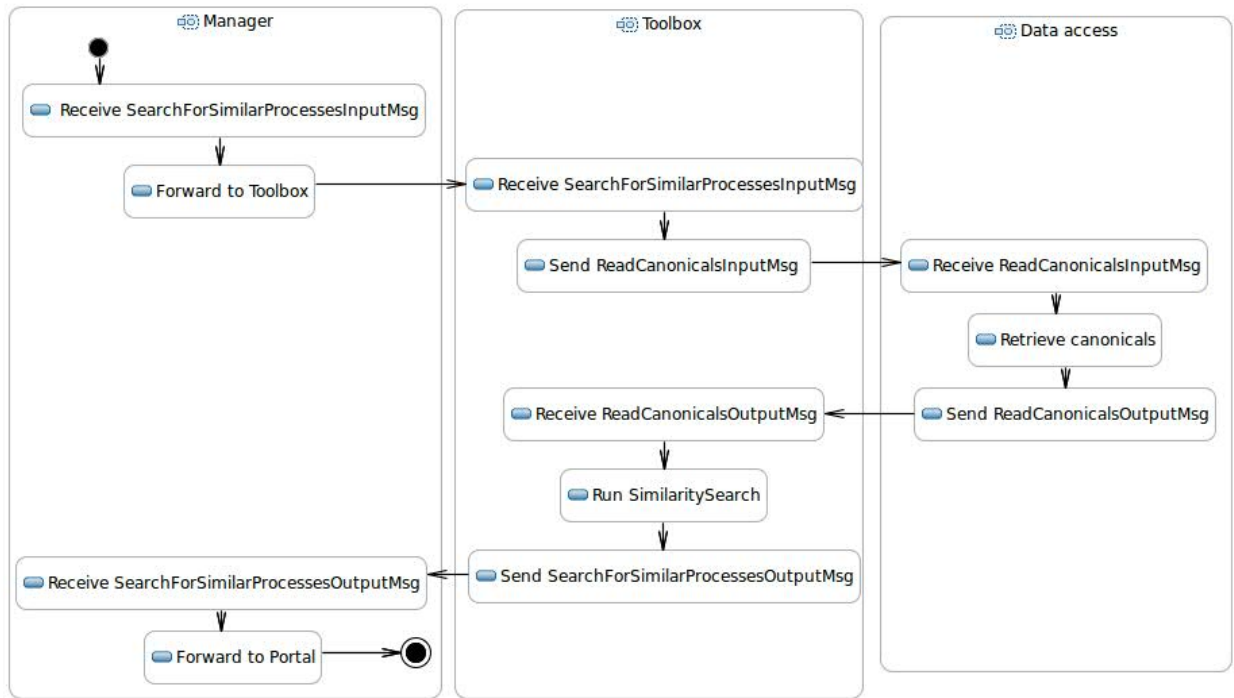 Manager
Toolbox
Data access
Receive SearchForSimilarProcessesInputMsg
Forward to Toolbox
Receive SearchForSimilarProcessesInputMsg
Send ReadCanonicalsInputMsg
Receive ReadCanonicalsInputMsg
Retrieve canonicals
Send ReadCanonicalsOutputMsg
Receive ReadCanonicalsOutputMsg
Run SimilaritySearch
Send SearchForSimilarProcessesOutputMsg
Receive SearchForSimilarProcessesOutputMsg
Forward to Portal